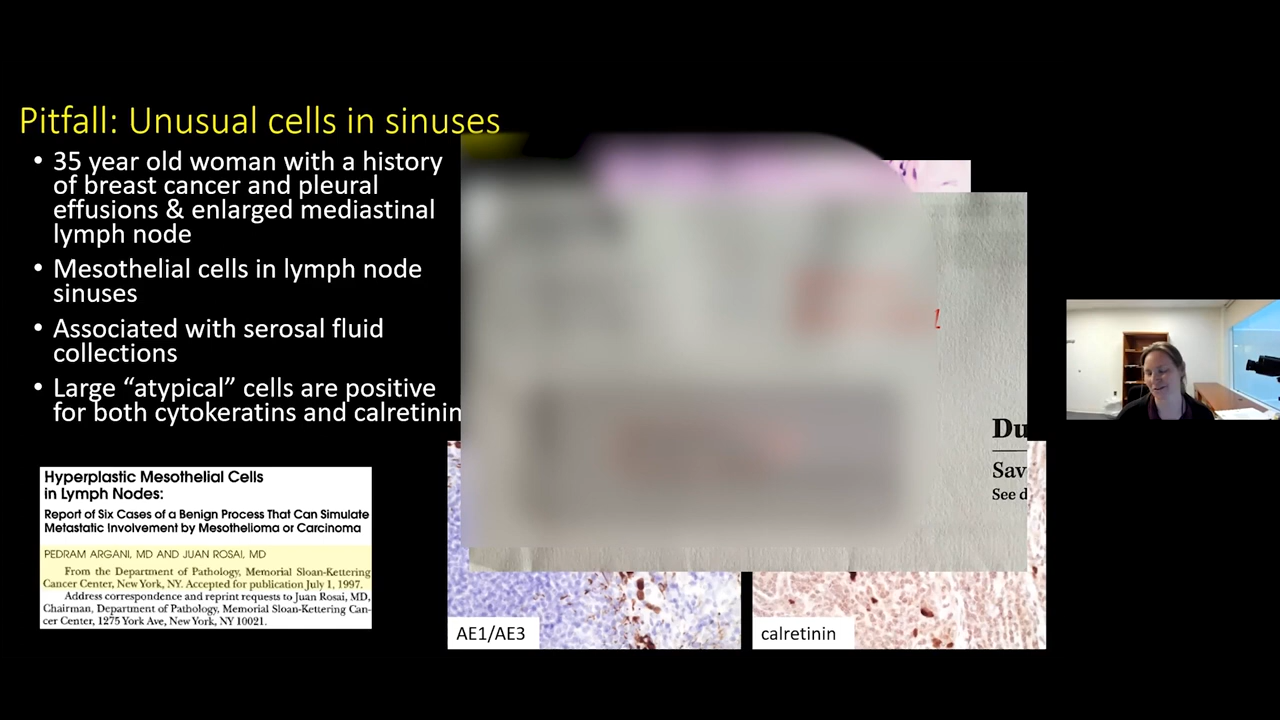 Pitfall: Unusual cells in sinuses
• 35 year old woman with a history
of breast cancer and pleural
effusions & enlarged mediastinal
lymph node
• Mesothelial cells in lymph node
sinuses
• Associated with serosal fluid
collections
• Large “atypical” cells are positive
for both cytokeratins and calretinin
Hyperplastic Mesothelial Cells
in Lymph Nodes:
Report of Six Cases of a Benign Process That Can Simulate
Metastatic Involvement by Mesothelioma or Carcinoma
PEDRAM ARGANI, MD AND JUAN ROSAI, MD
From the Department of Pathology, Memorial Sloan-Kettering
Cancer Center, New York, NY. Accepted for publication July 1, 1997.
Address correspondence and reprint requests to Juan Rosai, MD,
Chairman, Department of Pathology, Memorial Sloan-Kettering Can-
cer Center, 1275 York Ave, New York, NY 10021.
Du
Sav
See d
AE1/AE3
calretinin